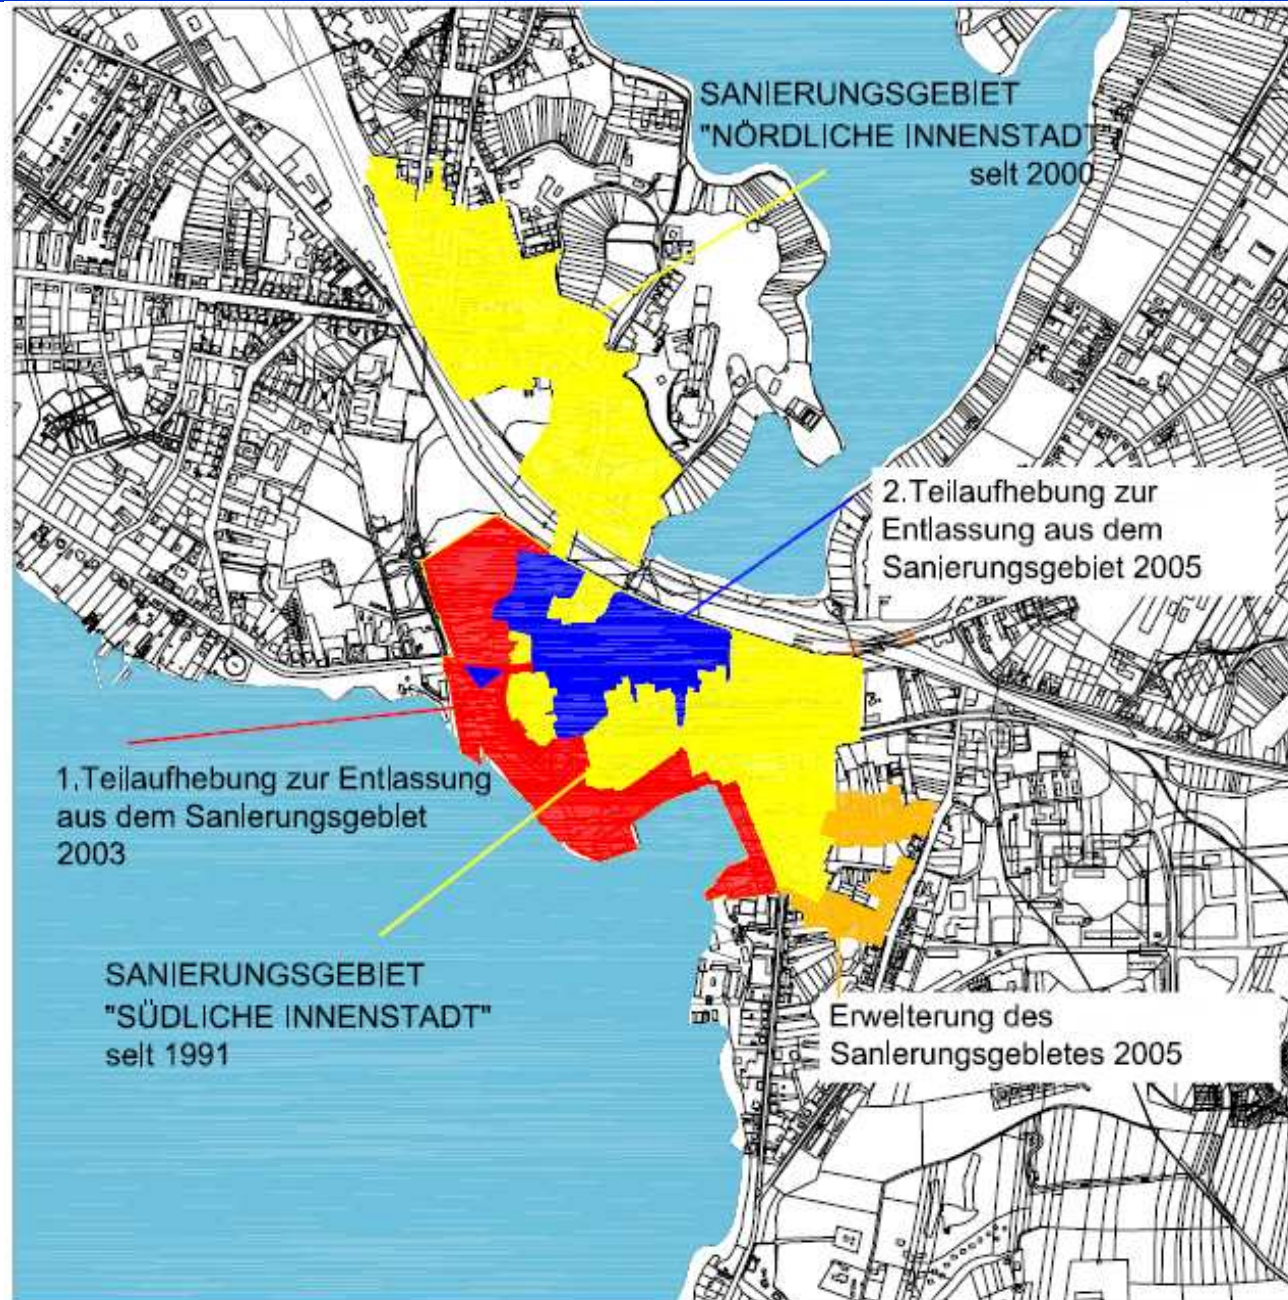 SANIERUNGSGEBIET
"NÖRDLICHE INNENSTADT
seit 2000
2.Teilaufhebung zur
Entlassung aus dem
Sanierungsgebiet 2005
1.Teilaufhebung zur Entlassung
aus dem Sanierungsgebiet
2003
SANIERUNGSGEBIET
"SÜDLICHE INNENSTADT"
seit 1991
Erweiterung des
Sanierungsgebietes 2005